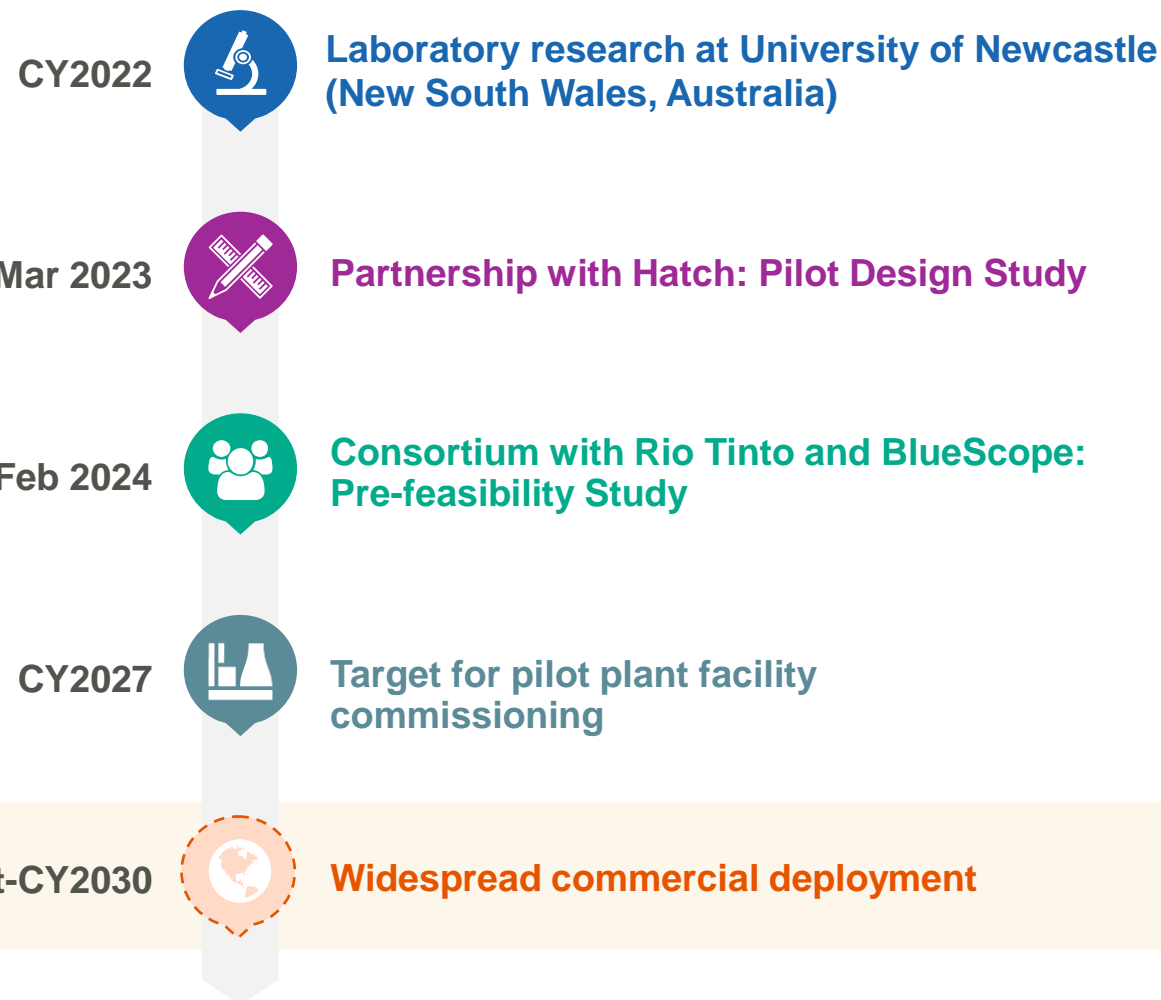 CY2022
Laboratory research at University of Newcastle
(New South Wales, Australia)
Mar 2023
Partnership with Hatch: Pilot Design Study
Feb 2024
Consortium with Rio Tinto and BlueScope:
Pre-feasibility Study
CY2027
Target for pilot plant facility
commissioning
t-CY2030
Widespread commercial deployment